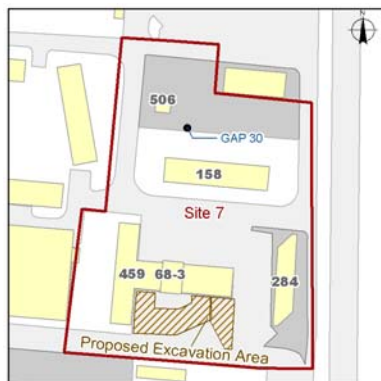 506
GAP 30
158
Site 7
459 68-3
284
Proposed Excavation Area